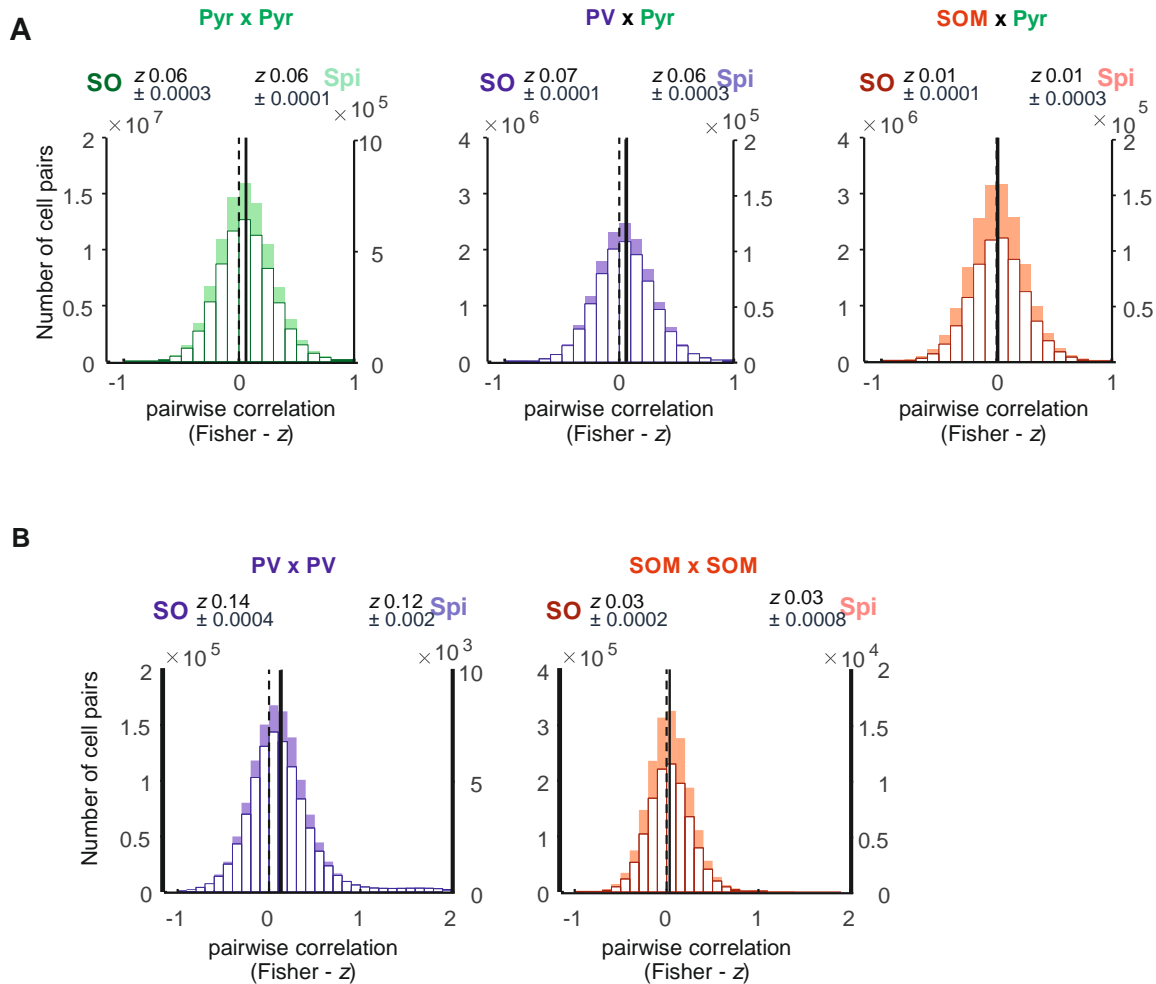 A
Pyr x Pyr
SO z 0.06 ± 0.0003
z 0.06 ± 0.0001 Spi
× 10^7
× 10^5
2
1.5
1
0.5
0
10
5
0
Number of cell pairs
-1 0 1
pairwise correlation
(Fisher - z)
PV x Pyr
SO z 0.07 ± 0.0001
z 0.06 ± 0.0003 Spi
× 10^6
× 10^5
4
3
2
1
0
2
1.5
1
0.5
0
-1 0 1
pairwise correlation
(Fisher - z)
SOM x Pyr
SO z 0.01 ± 0.0001
z 0.01 ± 0.0003 Spi
× 10^6
× 10^5
4
3
2
1
0
2
1.5
1
0.5
0
-1 0 1
pairwise correlation
(Fisher - z)
B
PV x PV
SO z 0.14 ± 0.0004
z 0.12 ± 0.002 Spi
× 10^5
× 10^3
2
1.5
1
0.5
0
10
5
0
Number of cell pairs
-1 0 1 2
pairwise correlation
(Fisher - z)
SOM x SOM
SO z 0.03 ± 0.0002
z 0.03 ± 0.0008 Spi
× 10^5
× 10^4
4
3
2
1
0
2
1.5
1
0.5
0
-1 0 1 2
pairwise correlation
(Fisher - z)